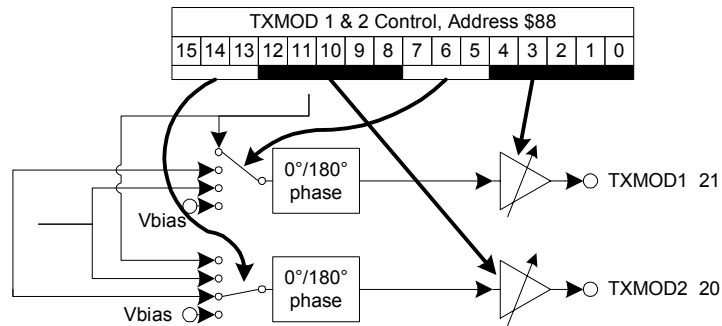 TXMOD 1 & 2 Control, Address $88
15 14 13 12 11 10 9 8 7 6 5 4 3 2 1 0
0°/180°
phase
TXMOD1 21
Vbias
0°/180°
phase
TXMOD2 20
Vbias